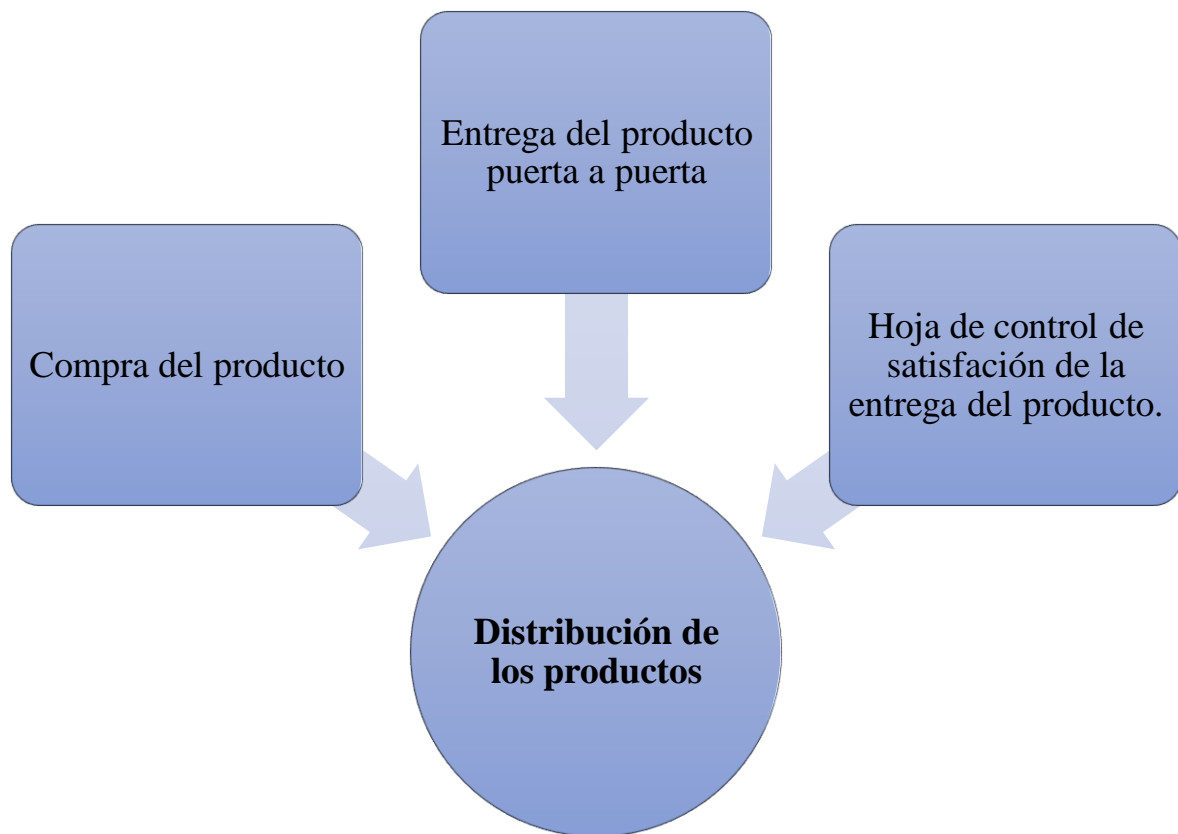 Entrega del producto
puerta a puerta
Compra del producto
Hoja de control de
satisfación de la
entrega del producto.
Distribución de
los productos